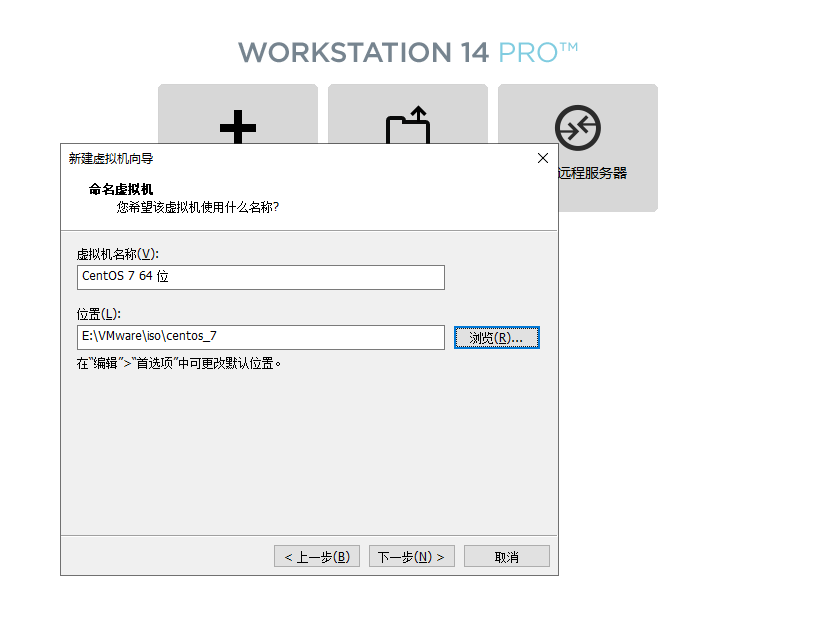 WORKSTATION 14 PRO™
远程服务器
新建虚拟机向导
命名虚拟机
您希望该虚拟机使用什么名称?
虚拟机名称(V):
CentOS 7 64 位
位置(L):
E:\VMware\iso\centos_7
浏览(R)...
在“编辑”>“首选项”中可更改默认位置。
< 上一步(B)
下一步(N) >
取消